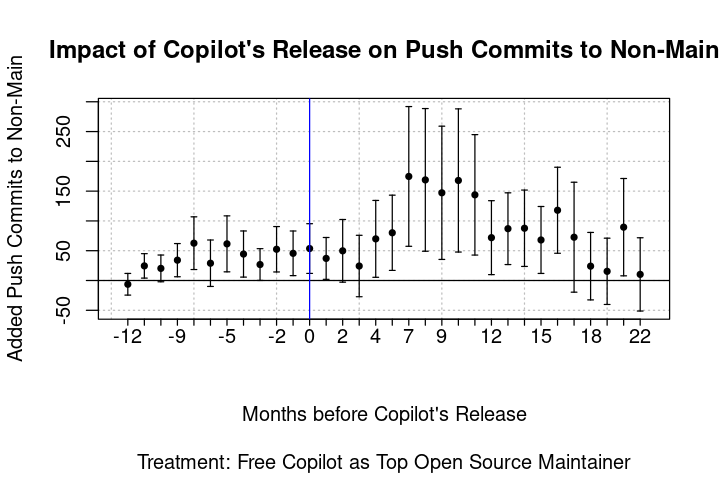 Impact of Copilot's Release on Push Commits to Non-Main
Added Push Commits to Non-Main
250
150
50
-50
-12 -9 -5 -2 0 2 4 7 9 12 15 18 22
Months before Copilot's Release
Treatment: Free Copilot as Top Open Source Maintainer